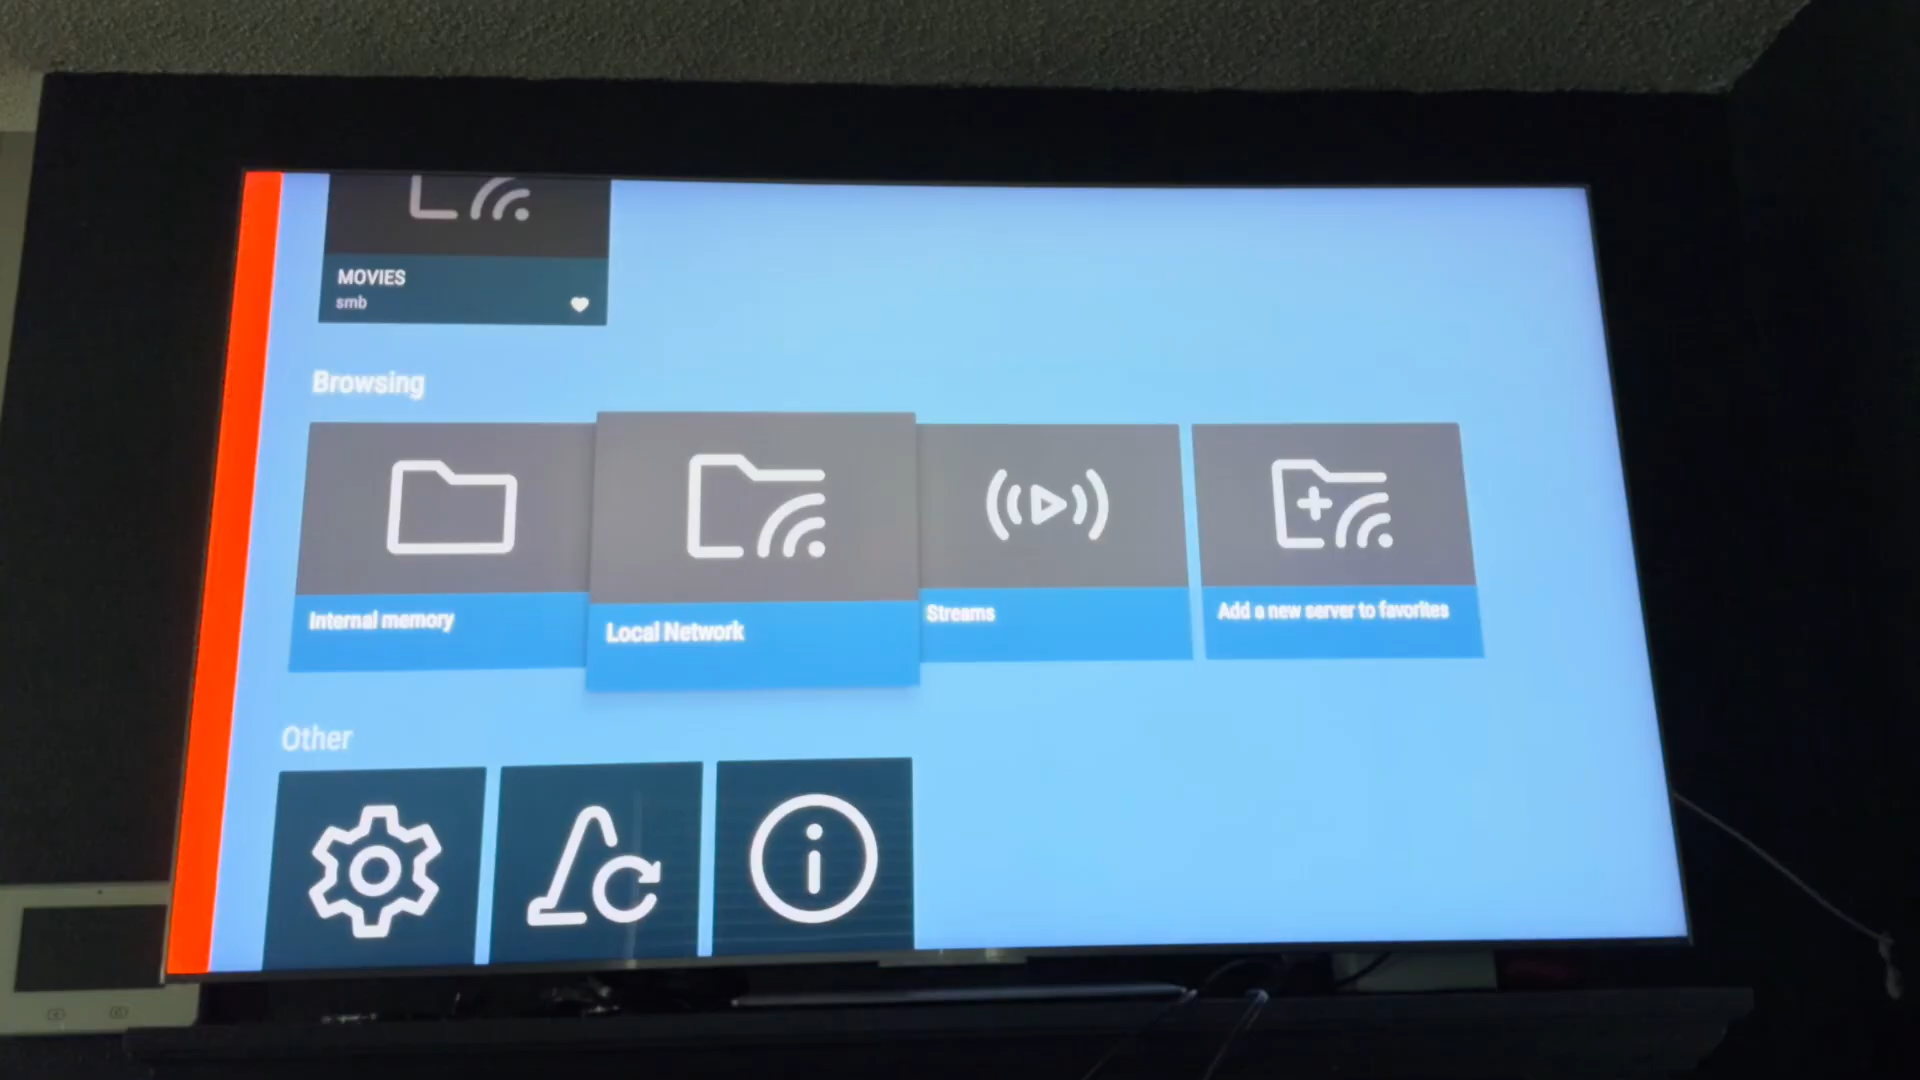 MOVIES
smb
Browsing
Internal memory
Local Network
Streams
Add a new server to favorites
Other